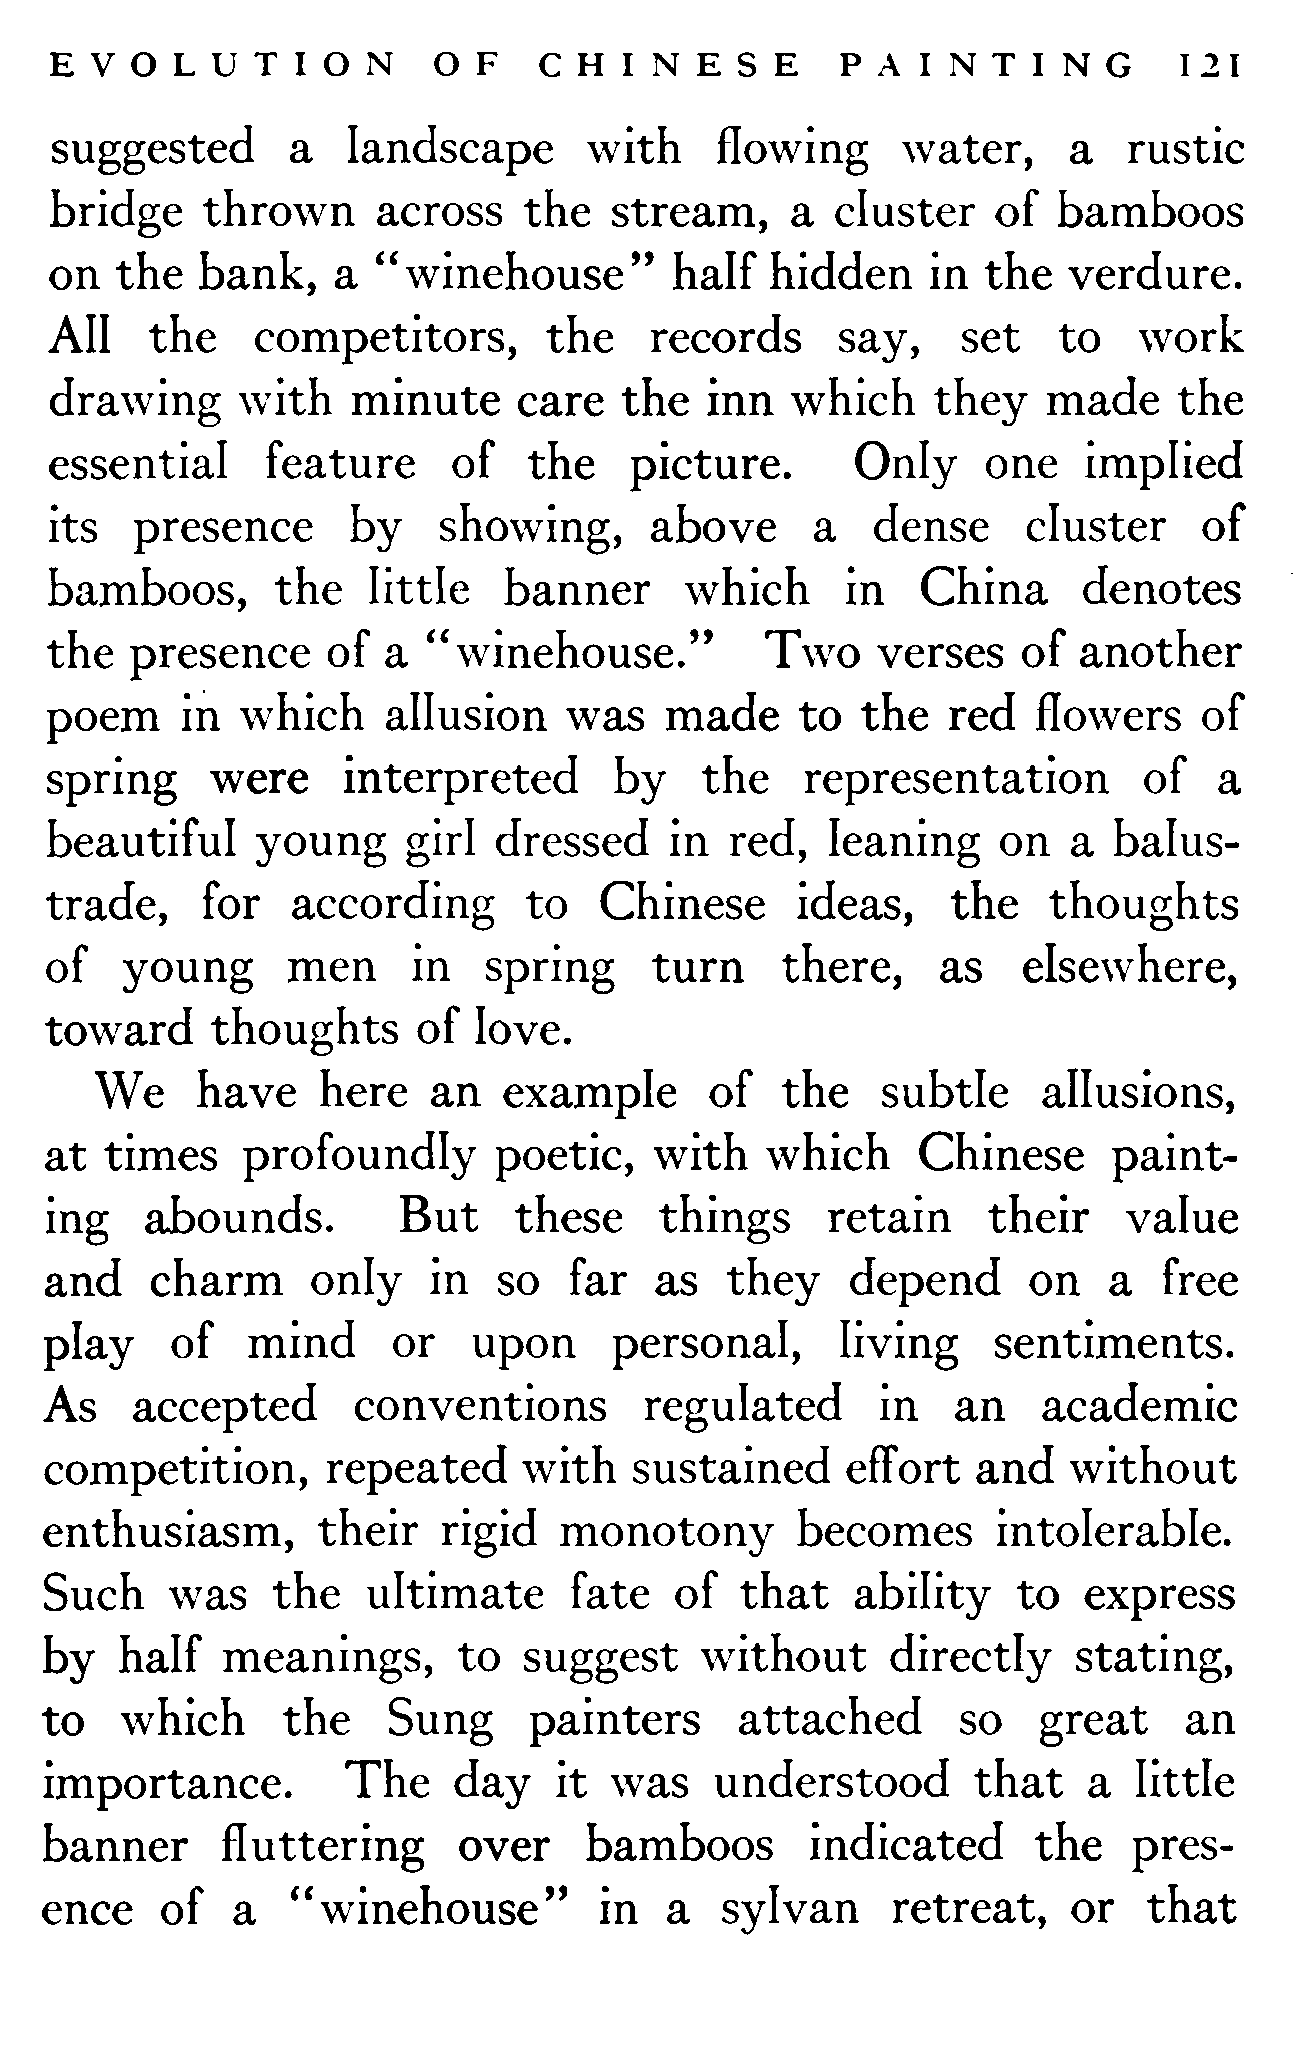 EVOLUTION OF CHINESE PAINTING 121
suggested a landscape with flowing water, a rustic
bridge thrown across the stream, a cluster of bamboos
on the bank, a "winehouse" half hidden in the verdure.
All the competitors, the records say, set to work
drawing with minute care the inn which they made the
essential feature of the picture. Only one implied
its presence by showing, above a dense cluster of
bamboos, the little banner which in China denotes
the presence of a "winehouse." Two verses of another
poem in which allusion was made to the red flowers of
spring were interpreted by the representation of a
beautiful young girl dressed in red, leaning on a balus-
trade, for according to Chinese ideas, the thoughts
of young men in spring turn there, as elsewhere,
toward thoughts of love.
We have here an example of the subtle allusions,
at times profoundly poetic, with which Chinese paint-
ing abounds. But these things retain their value
and charm only in so far as they depend on a free
play of mind or upon personal, living sentiments.
As accepted conventions regulated in an academic
competition, repeated with sustained effort and without
enthusiasm, their rigid monotony becomes intolerable.
Such was the ultimate fate of that ability to express
by half meanings, to suggest without directly stating,
to which the Sung painters attached so great an
importance. The day it was understood that a little
banner fluttering over bamboos indicated the pres-
ence of a "winehouse" in a sylvan retreat, or that